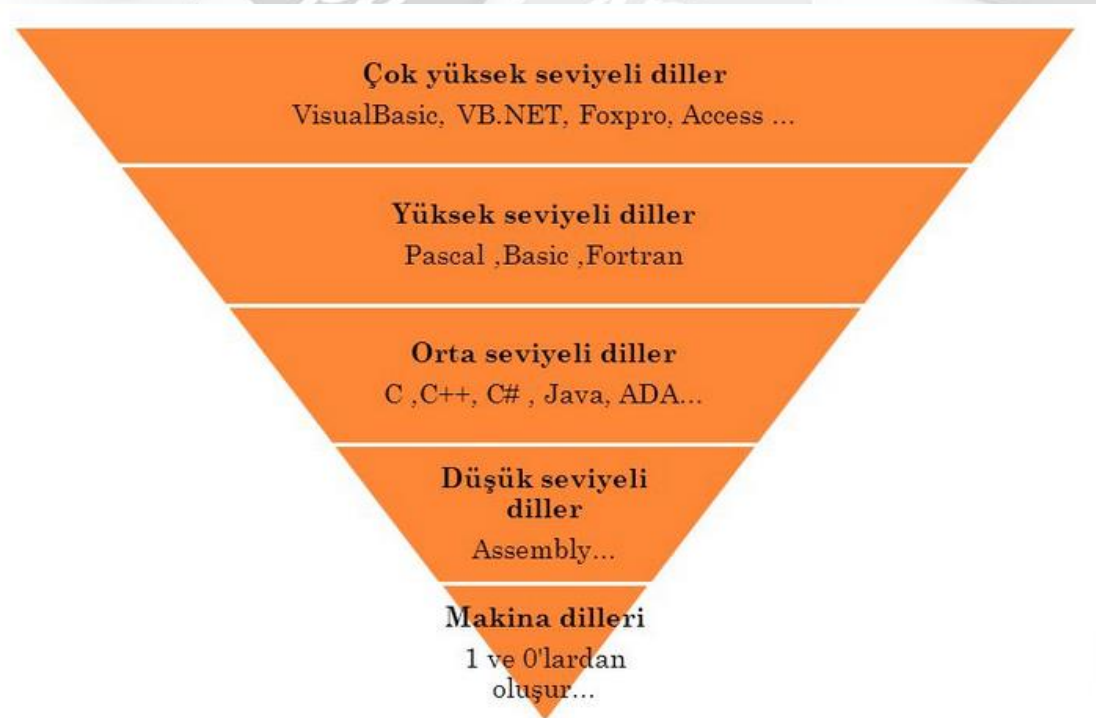 Çok yüksek seviyeli diller
VisualBasic, VB.NET, Foxpro, Access ...
Yüksek seviyeli diller
Pascal ,Basic ,Fortran
Orta seviyeli diller
C ,C++, C# , Java, ADA...
Düşük seviyeli
diller
Assembly...
Makina dilleri
1 ve 0'lardan
oluşur...